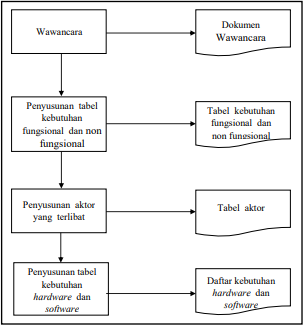 Wawancara
Dokumen
Wawancara
Penyusunan tabel
kebutuhan
fungsional dan non
fungsional
Tabel kebutuhan
fungsional dan
non fungsional
Penyusunan aktor
yang terlibat
Tabel aktor
Penyusunan tabel
kebutuhan
hardware dan
software
Daftar kebutuhan
hardware dan
software